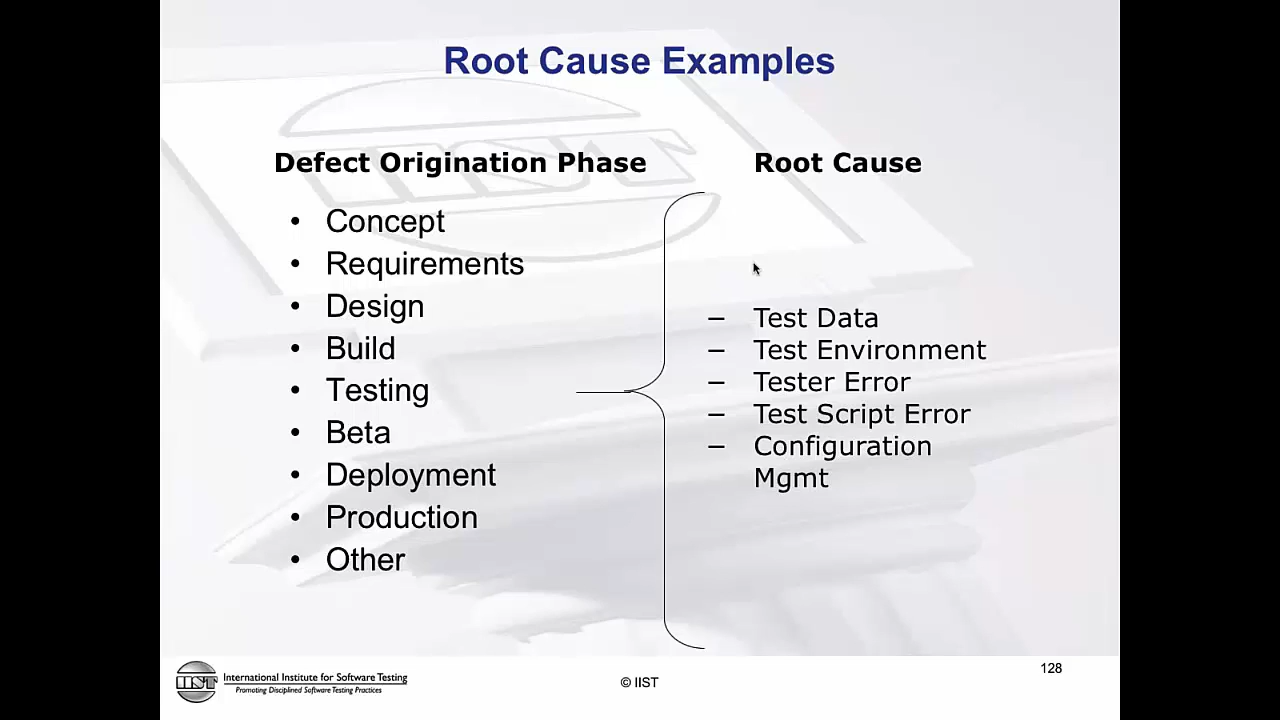 Root Cause Examples
Defect Origination Phase
• Concept
• Requirements
• Design
• Build
• Testing
• Beta
• Deployment
• Production
• Other
Root Cause
– Test Data
– Test Environment
– Tester Error
– Test Script Error
– Configuration
Mgmt
IIST
IIST
International Institute for Software Testing
Promoting Disciplined Software Testing Practices
© IIST
128